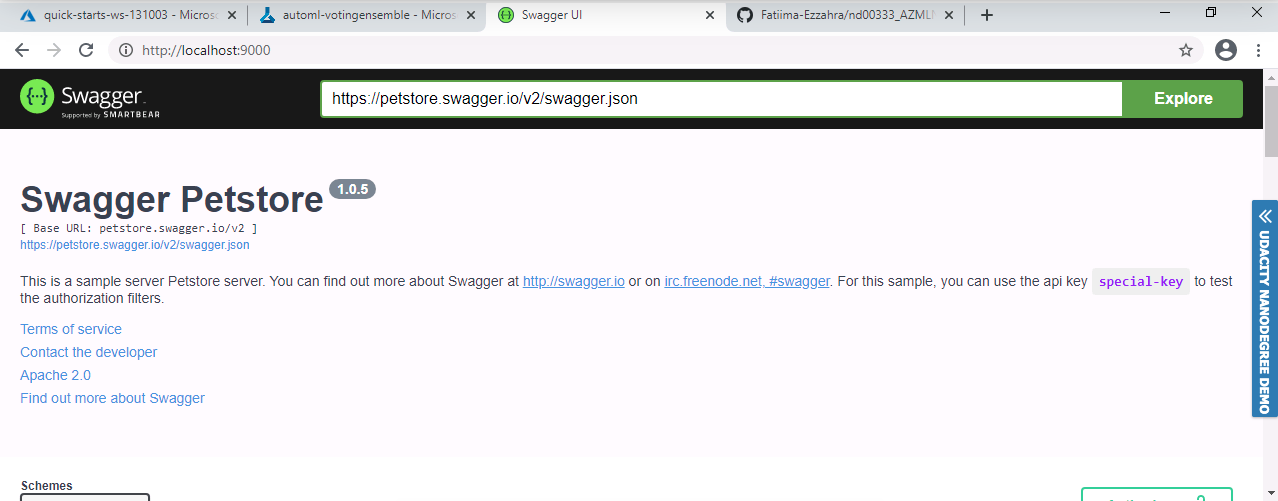 quick-starts-ws-131003 - Microso
automl-votingensemble - Micros
Swagger UI
Fatiima-Ezzahra/nd00333_AZML
http://localhost:9000
Swagger
Supported by SMARTBEAR
https://petstore.swagger.io/v2/swagger.json
Explore
Swagger Petstore 1.0.5
[ Base URL: petstore.swagger.io/v2 ]
https://petstore.swagger.io/v2/swagger.json
This is a sample server Petstore server. You can find out more about Swagger at http://swagger.io or on irc.freenode.net, #swagger. For this sample, you can use the api key special-key to test
the authorization filters.
Terms of service
Contact the developer
Apache 2.0
Find out more about Swagger
UDACITY NANODEGREE DEMO
Schemes